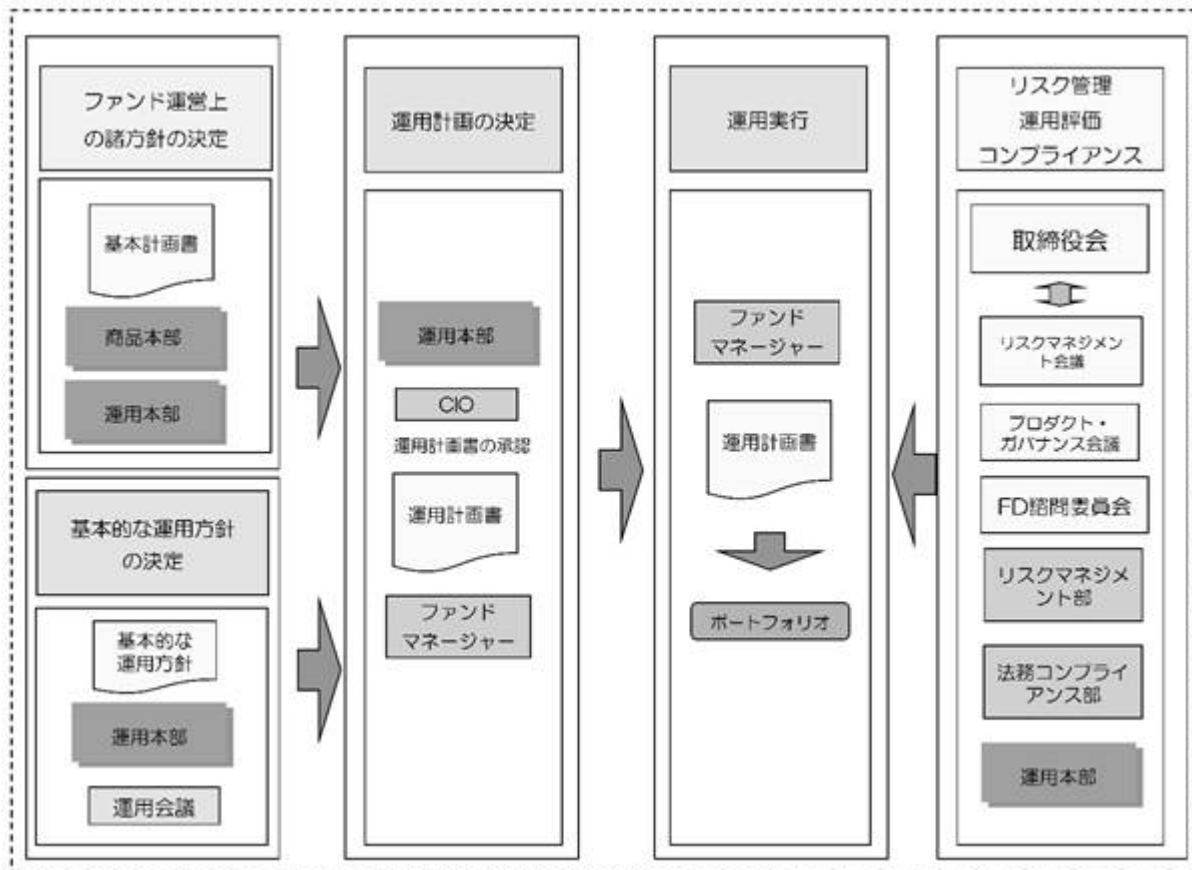 ファンド運営上
の諸方針の決定
基本計画書
商品本部
運用本部
基本的な運用方針
の決定
基本的な
運用方針
運用本部
運用会議
運用計画の決定
運用本部
CIO
運用計画書の承認
運用計画書
ファンド
マネージャー
運用実行
ファンド
マネージャー
運用計画書
ポートフォリオ
リスク管理
運用評価
コンプライアンス
取締役会
リスクマネジメン
ト会議
プロダクト・
ガバナンス会議
FD諮問委員会
リスクマネジメ
ント部
法務コンプライ
アンス部
運用本部